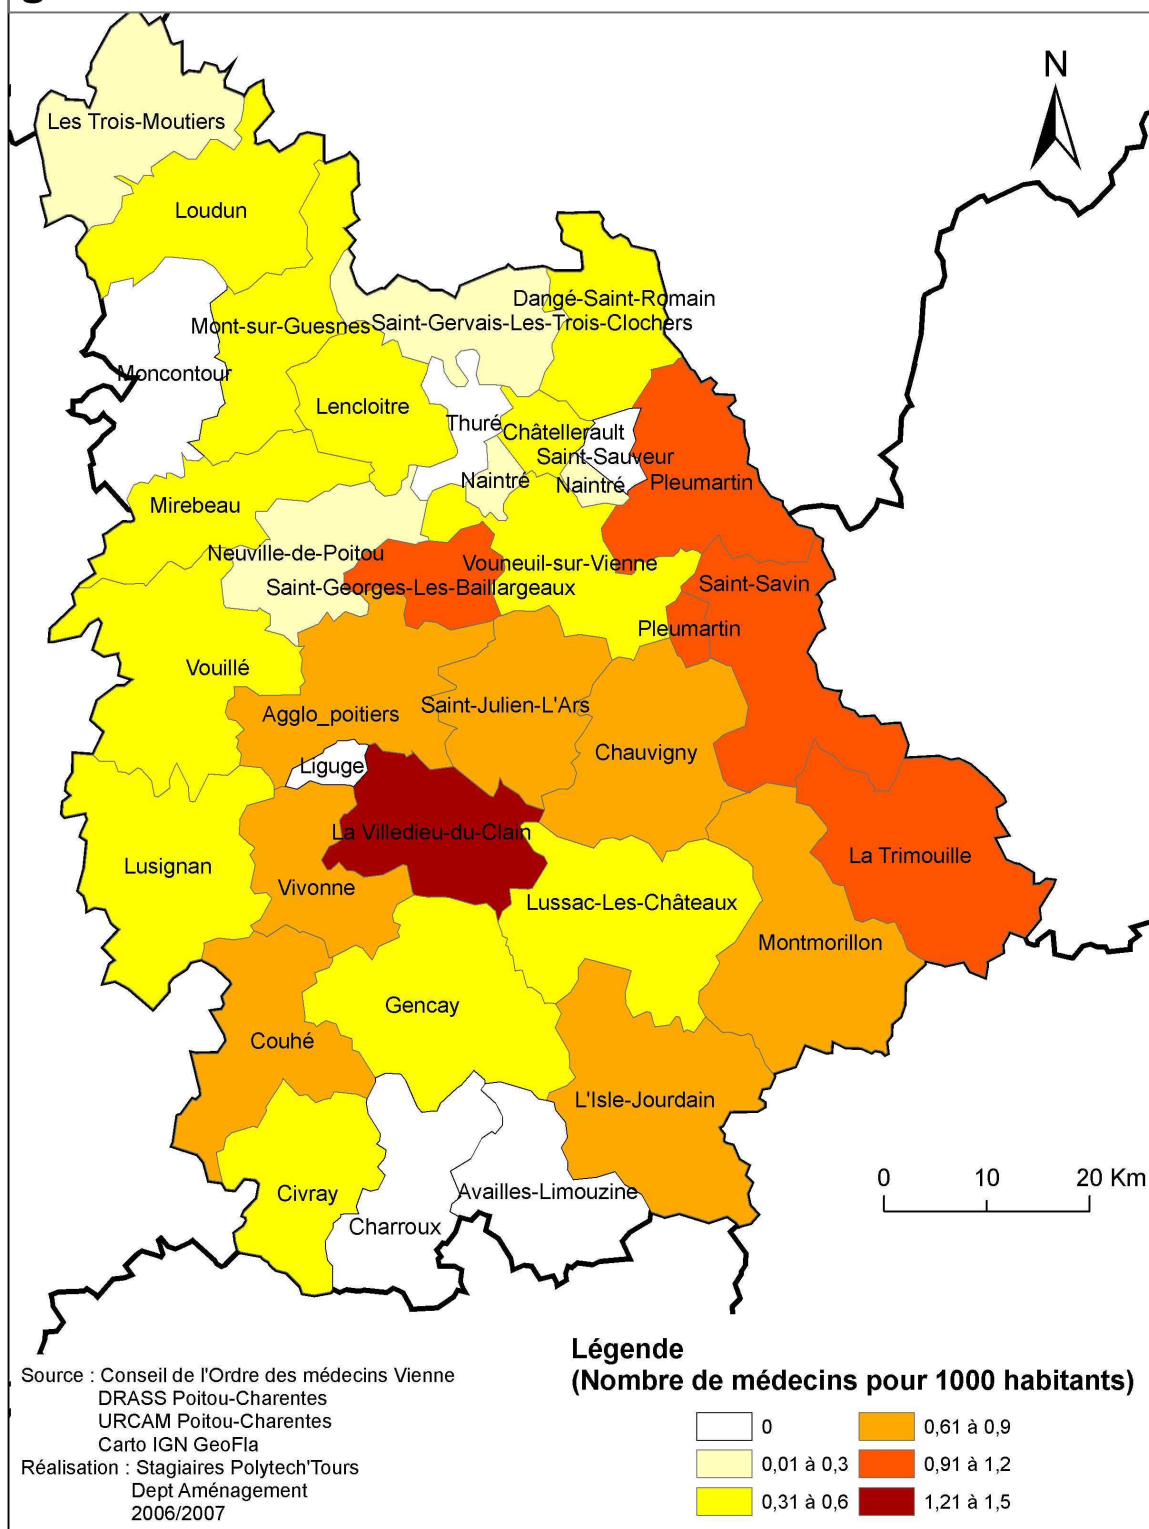 N
Les Trois-Moutiers
Loudun
Dangé-Saint-Romain
Mont-sur-Guesnes
Saint-Gervais-Les-Trois-Clochers
Moncontour
Lencloitre
Thuré
Châtellerault
Saint-Sauveur
Naintré
Naintré
Pleumartin
Mirebeau
Neuville-de-Poitou
Vouneuil-sur-Vienne
Saint-Georges-Les-Baillargeaux
Saint-Savin
Pleumartin
Vouillé
Agglo_poitiers
Saint-Julien-L'Ars
Chauvigny
Liguge
La Villedieu-du-Clain
La Trimouille
Lusignan
Vivonne
Lussac-Les-Châteaux
Montmorillon
Gencay
Couhé
L'Isle-Jourdain
Civray
Availles-Limouzine
Charroux
0 10 20 Km
Légende
(Nombre de médecins pour 1000 habitants)
0
0,01 à 0,3
0,31 à 0,6
0,61 à 0,9
0,91 à 1,2
1,21 à 1,5
Source : Conseil de l'Ordre des médecins Vienne
DRASS Poitou-Charentes
URCAM Poitou-Charentes
Carto IGN GeoFla
Réalisation : Stagiaires Polytech'Tours
Dept Aménagement
2006/2007